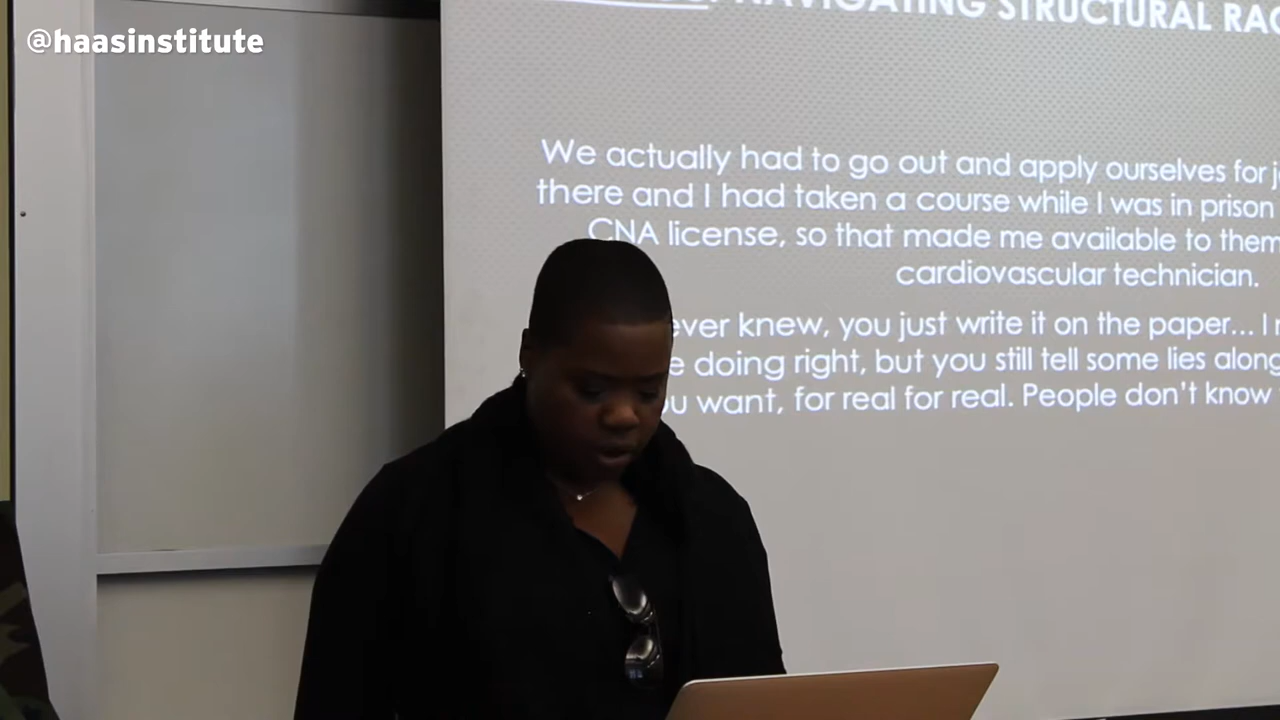 @haasinstitute
NAVIGATING STRUCTURAL
We actually had to go out and apply ourselves for
there and I had taken a course while I was in prison
CNA license, so that made me available to them
cardiovascular technician.
knew, you just write it on the paper... I
doing right, but you still tell some lies along
want, for real for real. People don't know